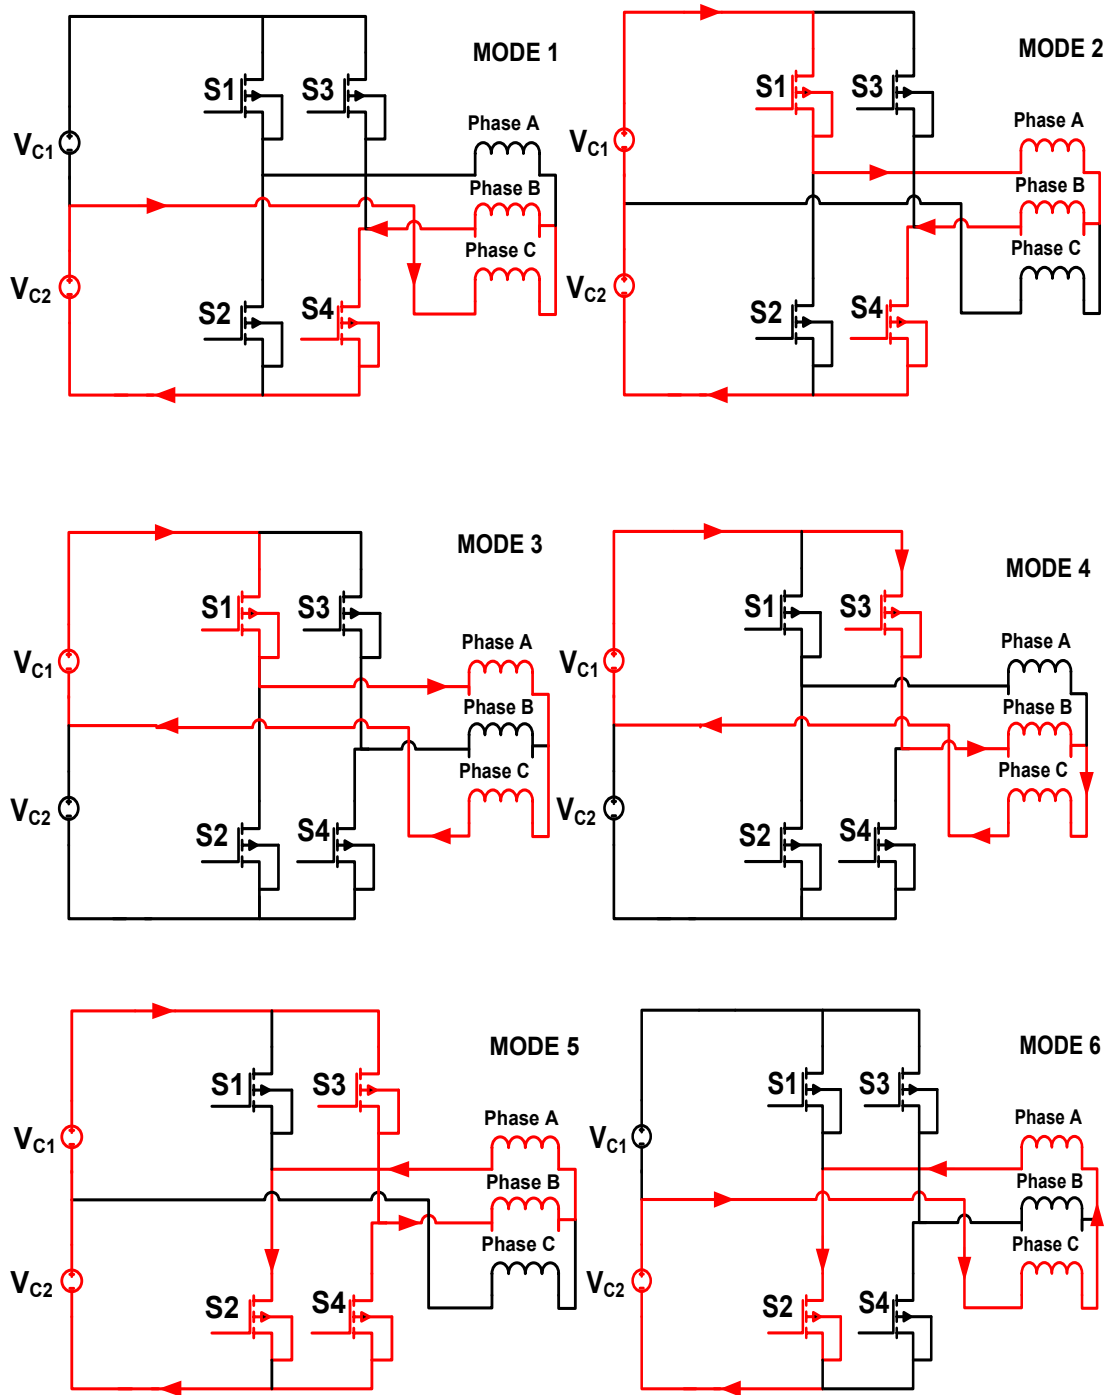 MODE 1
S1
S3
VC1
Phase A
Phase B
Phase C
VC2
S2
S4
MODE 2
S1
S3
VC1
Phase A
Phase B
Phase C
VC2
S2
S4
MODE 3
S1
S3
VC1
Phase A
Phase B
Phase C
VC2
S2
S4
MODE 4
S1
S3
VC1
Phase A
Phase B
Phase C
VC2
S2
S4
MODE 5
S1
S3
VC1
Phase A
Phase B
Phase C
VC2
S2
S4
MODE 6
S1
S3
VC1
Phase A
Phase B
Phase C
VC2
S2
S4